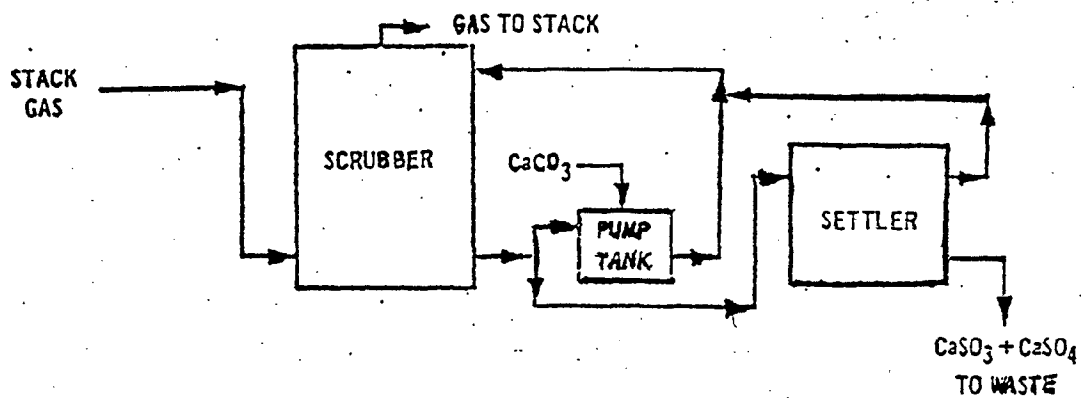 GAS TO STACK
STACK
GAS
SCRUBBER
CaCO3
PUMP
TANK
SETTLER
CaSO3 + CaSO4
TO WASTE